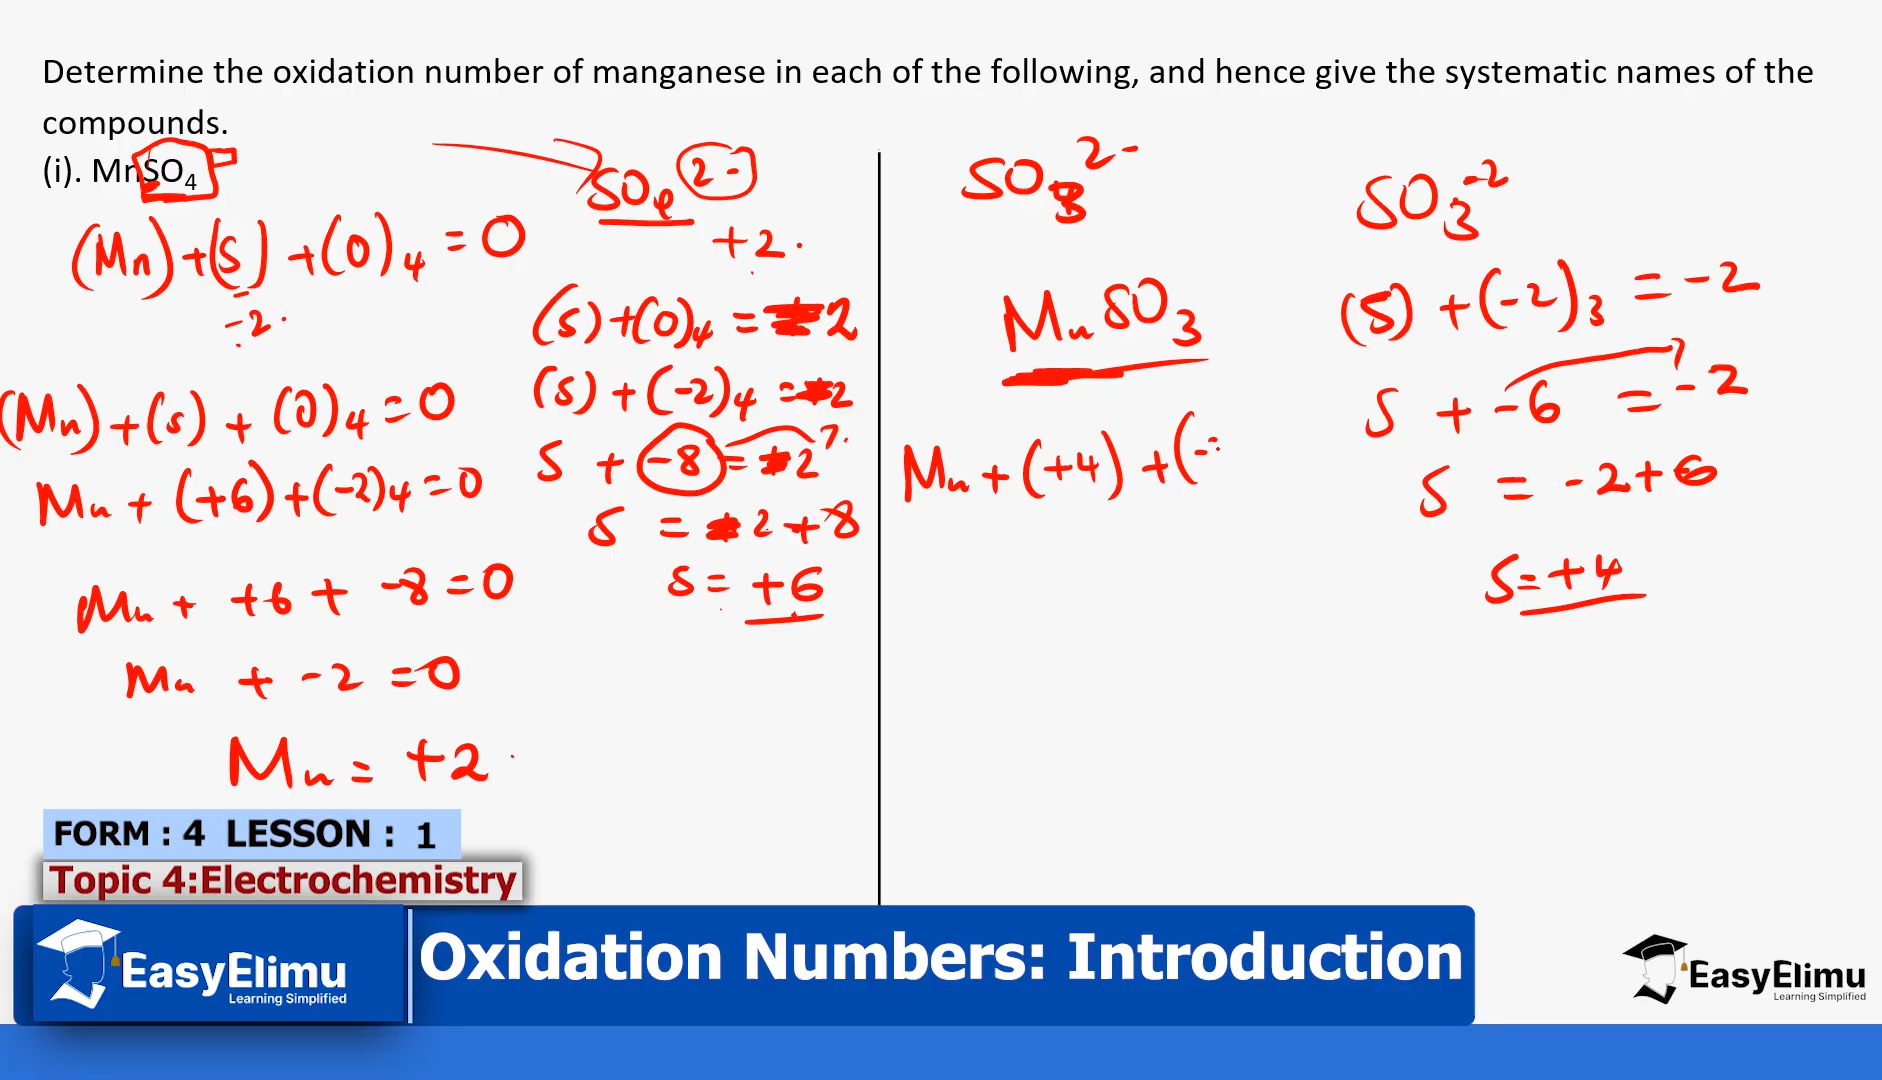 Determine the oxidation number of manganese in each of the following, and hence give the systematic names of the
compounds.
(i). MnSO4
(Mn) + (S) + (O)4 = 0
-2.
(Mn) + (S) + (O)4 = 0
Mn + (+6) + (-2)4 = 0
Mn + +6 + -8 = 0
Mn + -2 = 0
Mn = +2
SO4 2-
+2.
(S) + (O)4 = 2
(S) + (-2)4 = 2
S + -8 = 2
S = 2 + 8
S = +6
SO3 2-
MnSO3
Mn + (+4) + (-
SO3 -2
(S) + (-2)3 = -2
S + -6 = -2
S = -2 + 6
S = +4
FORM : 4 LESSON : 1
Topic 4:Electrochemistry
EasyElimu
Learning Simplified
Oxidation Numbers: Introduction
EasyElimu
Learning Simplified